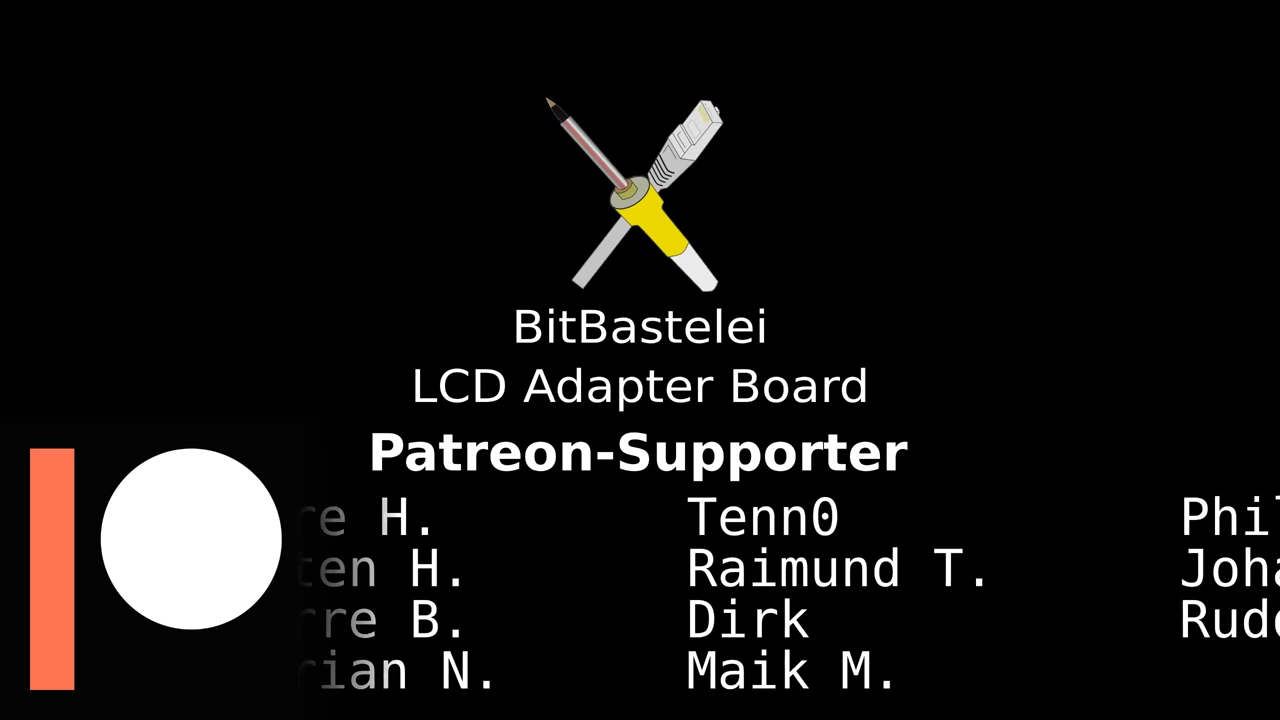 BitBastelei
LCD Adapter Board
Patreon-Supporter
H. Tenn0
H. Raimund T.
B. Dirk
N. Maik M.